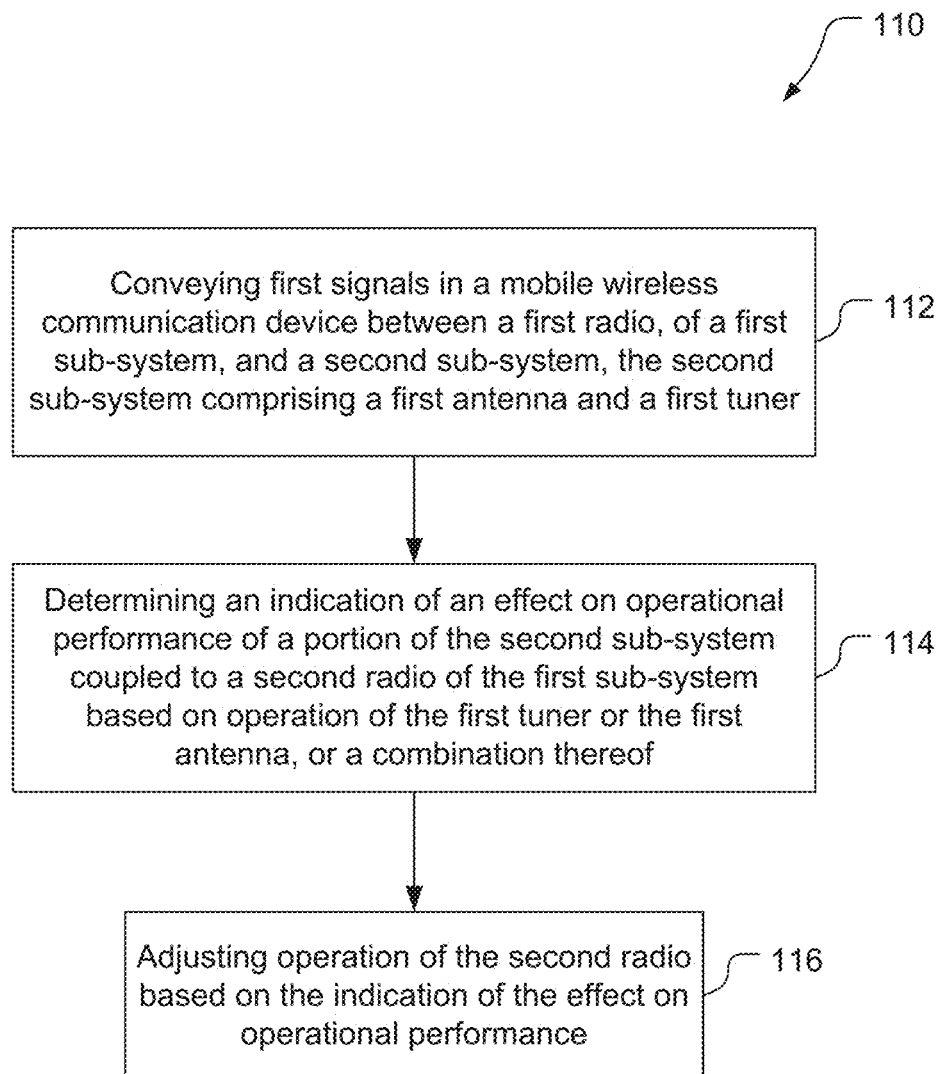 110
Conveying first signals in a mobile wireless
communication device between a first radio, of a first
sub-system, and a second sub-system, the second
sub-system comprising a first antenna and a first tuner
112
Determining an indication of an effect on operational
performance of a portion of the second sub-system
coupled to a second radio of the first sub-system
based on operation of the first tuner or the first
antenna, or a combination thereof
114
Adjusting operation of the second radio
based on the indication of the effect on
operational performance
116